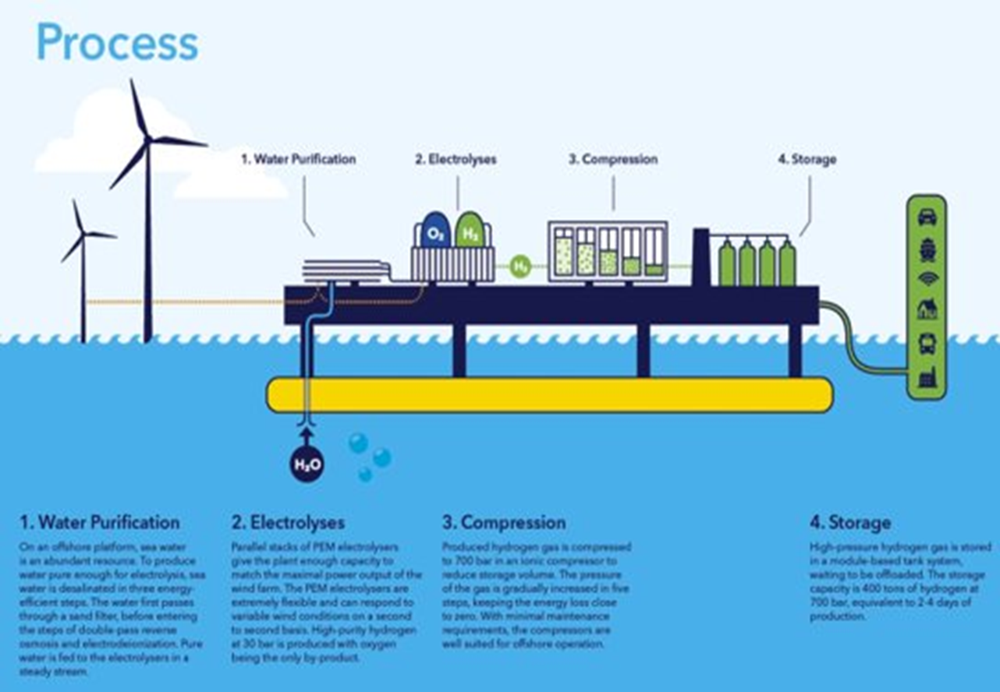 Process
1. Water Purification
2. Electrolyses
3. Compression
4. Storage
O₂
H₂
H₂
H₂O
1. Water Purification
On an offshore platform, sea water
is an abundant resource. To produce
water pure enough for electrolysis, sea
water is desalinated in three energy-
efficient steps. The water first passes
through a sand filter, before entering
the steps of double-pass reverse
osmosis and electrodeionization. Pure
water is fed to the electrolysers in a
steady stream.
2. Electrolyses
Parallel stacks of PEM electrolysers
give the plant enough capacity to
match the maximal power output of the
wind farm. The PEM electrolysers are
extremely flexible and can respond to
variable wind conditions on a second
to second basis. High-purity hydrogen
at 30 bar is produced with oxygen
being the only by-product.
3. Compression
Produced hydrogen gas is compressed
to 700 bar in an ionic compressor to
reduce storage volume. The pressure
of the gas is gradually increased in five
steps, keeping the energy loss close
to zero. With minimal maintenance
requirements, the compressors are
well suited for offshore operation.
4. Storage
High-pressure hydrogen gas is stored
in a module-based tank system,
waiting to be offloaded. The storage
capacity is 400 tons of hydrogen at
700 bar, equivalent to 2-4 days of
production.